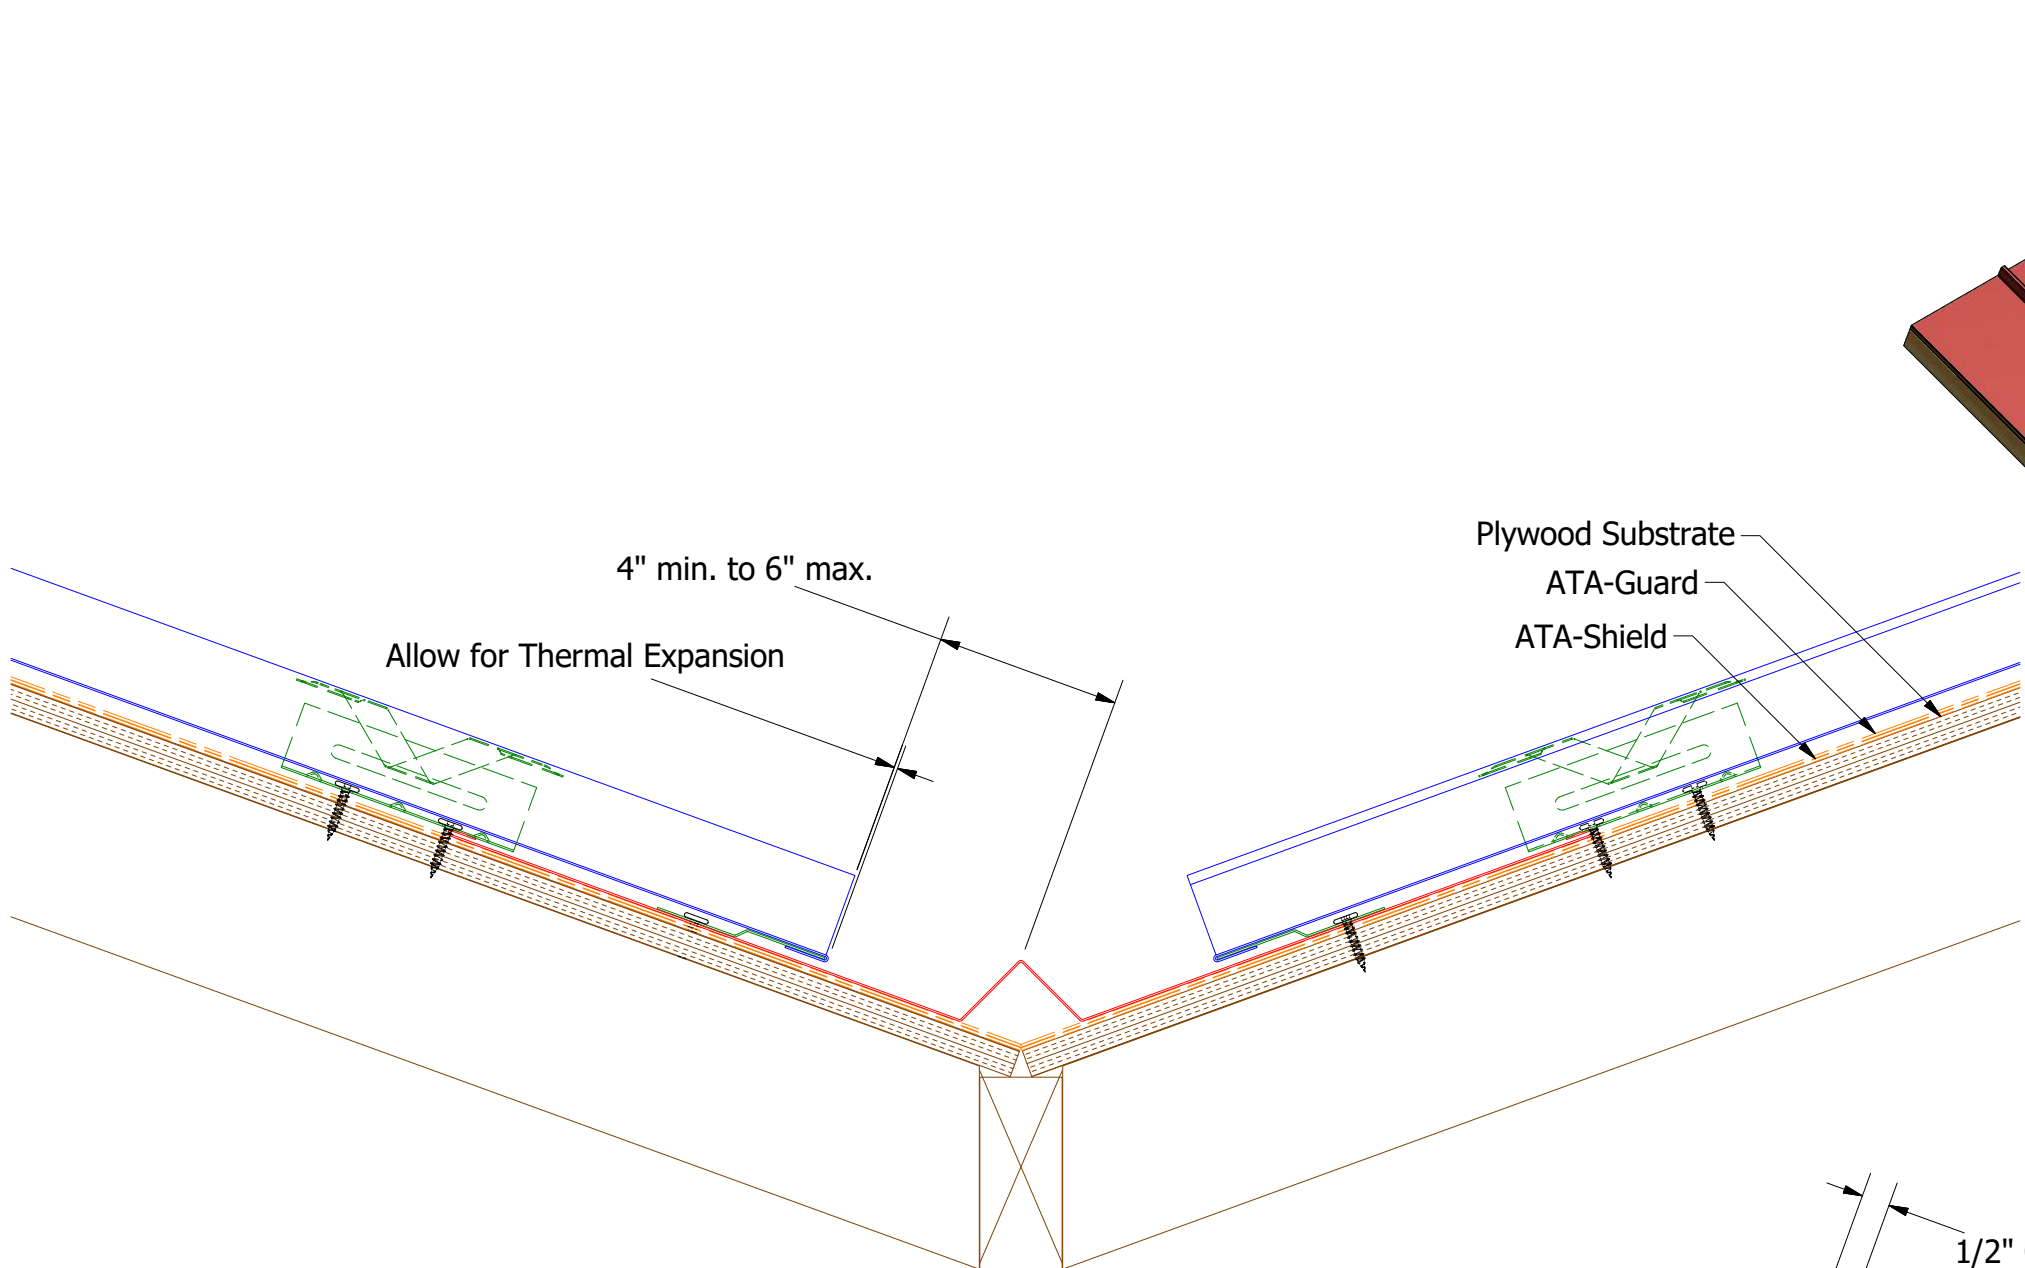 4" min. to 6" max.
Allow for Thermal Expansion
Plywood Substrate
ATA-Guard
ATA-Shield
1/2"